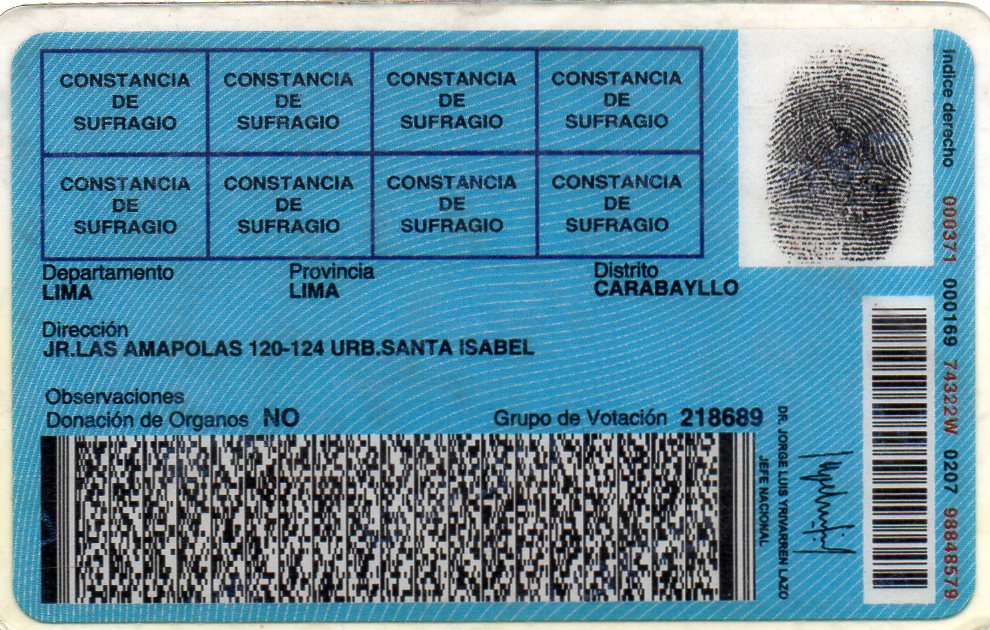 CONSTANCIA DE SUFRAGIO
CONSTANCIA DE SUFRAGIO
CONSTANCIA DE SUFRAGIO
CONSTANCIA DE SUFRAGIO
CONSTANCIA DE SUFRAGIO
CONSTANCIA DE SUFRAGIO
CONSTANCIA DE SUFRAGIO
CONSTANCIA DE SUFRAGIO
Departamento Provincia Distrito
LIMA LIMA CARABAYLLO
Dirección
JR.LAS AMAPOLAS 120-124 URB.SANTA ISABEL
Observaciones
Donación de Organos NO Grupo de Votación 218689
DR. JORGE LUIS YRIVARREN LAZO
JEFE NACIONAL
Indice derecho 000371 000169 74322W 0207 98848579